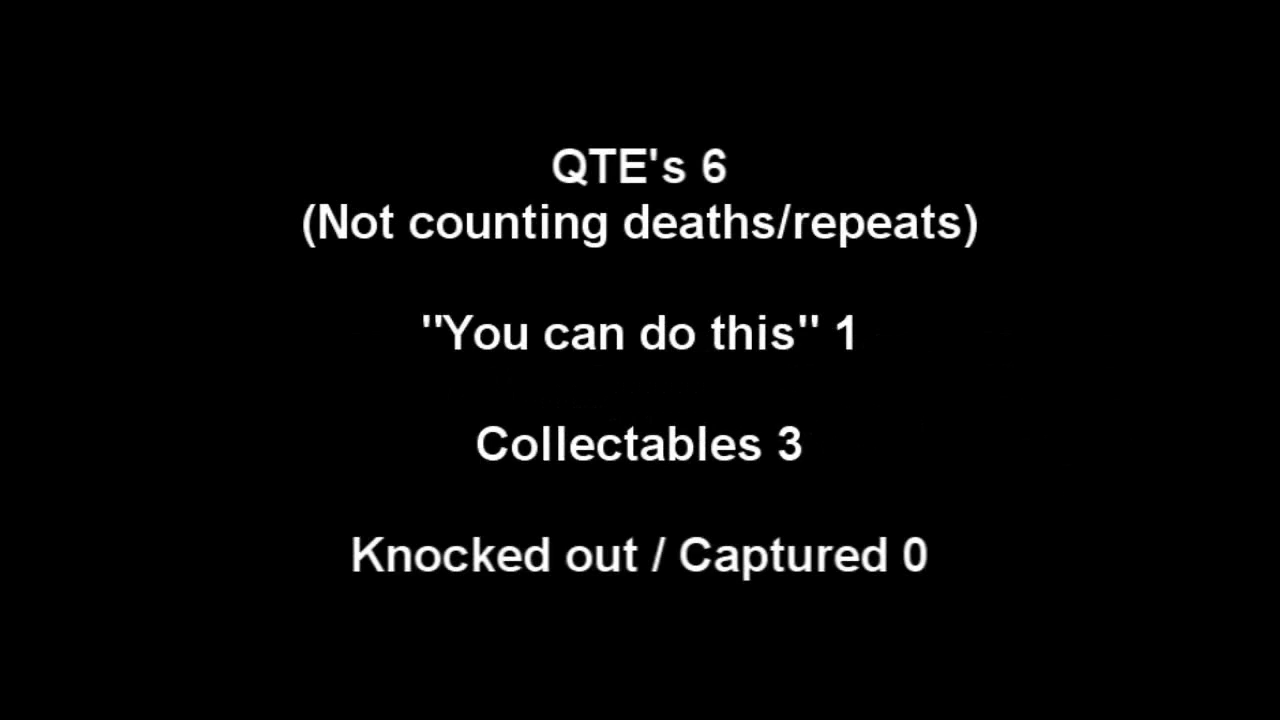 QTE's 6
(Not counting deaths/repeats)
"You can do this" 1
Collectables 3
Knocked out / Captured 0